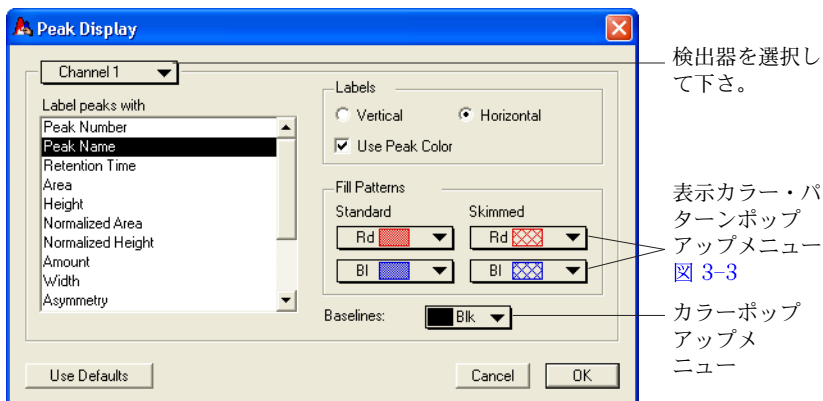 Peak Display
Channel 1
Label peaks with
Peak Number
Peak Name
Retention Time
Area
Height
Normalized Area
Normalized Height
Amount
Width
Asymmetry
Labels
Vertical
Horizontal
Use Peak Color
Fill Patterns
Standard
Skimmed
Rd
Rd
Bl
Bl
Baselines:
Blk
Use Defaults
Cancel
OK
検出器を選択し
て下さ。
表示カラー・パ
ターンポップ
アップメニュー
図 3-3
カラーポップ
アップメ
ニュー